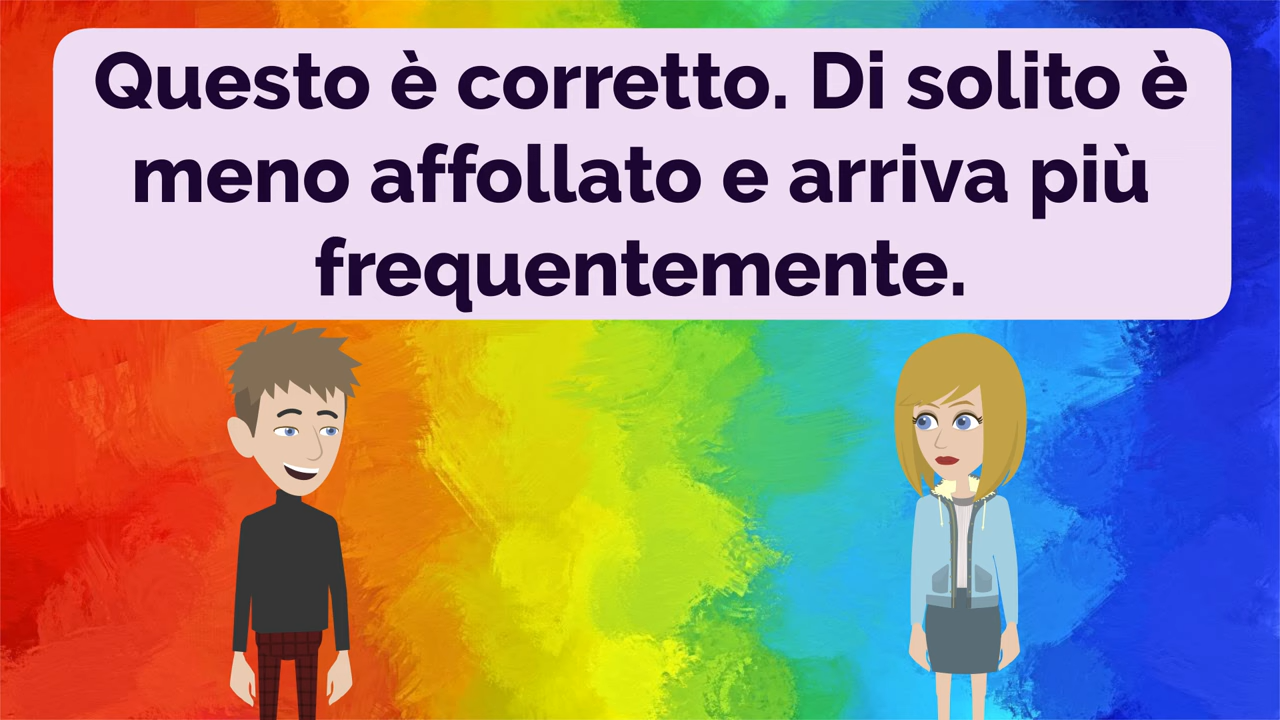 Questo è corretto. Di solito è
meno affollato e arriva più
frequentemente.